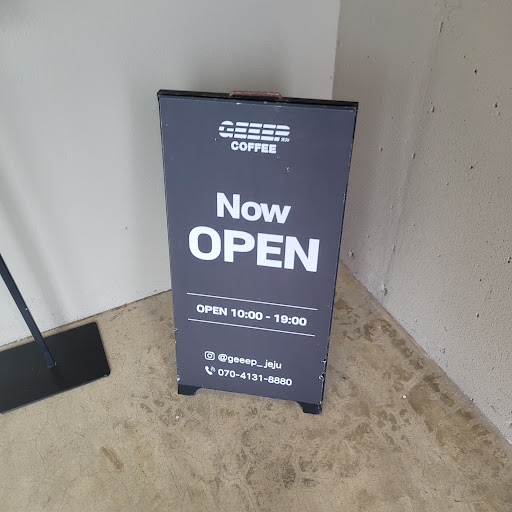 GEEEP
COFFEE
Now
OPEN
OPEN 10:00 - 19:00
@geeep_jeju
070-4131-8880